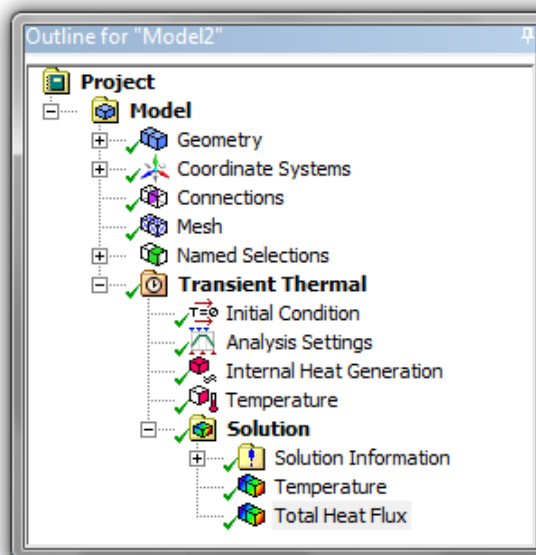 Outline for "Model2"
Project
Model
Geometry
Coordinate Systems
Connections
Mesh
Named Selections
Transient Thermal
T=0 Initial Condition
Analysis Settings
Internal Heat Generation
Temperature
Solution
Solution Information
Temperature
Total Heat Flux